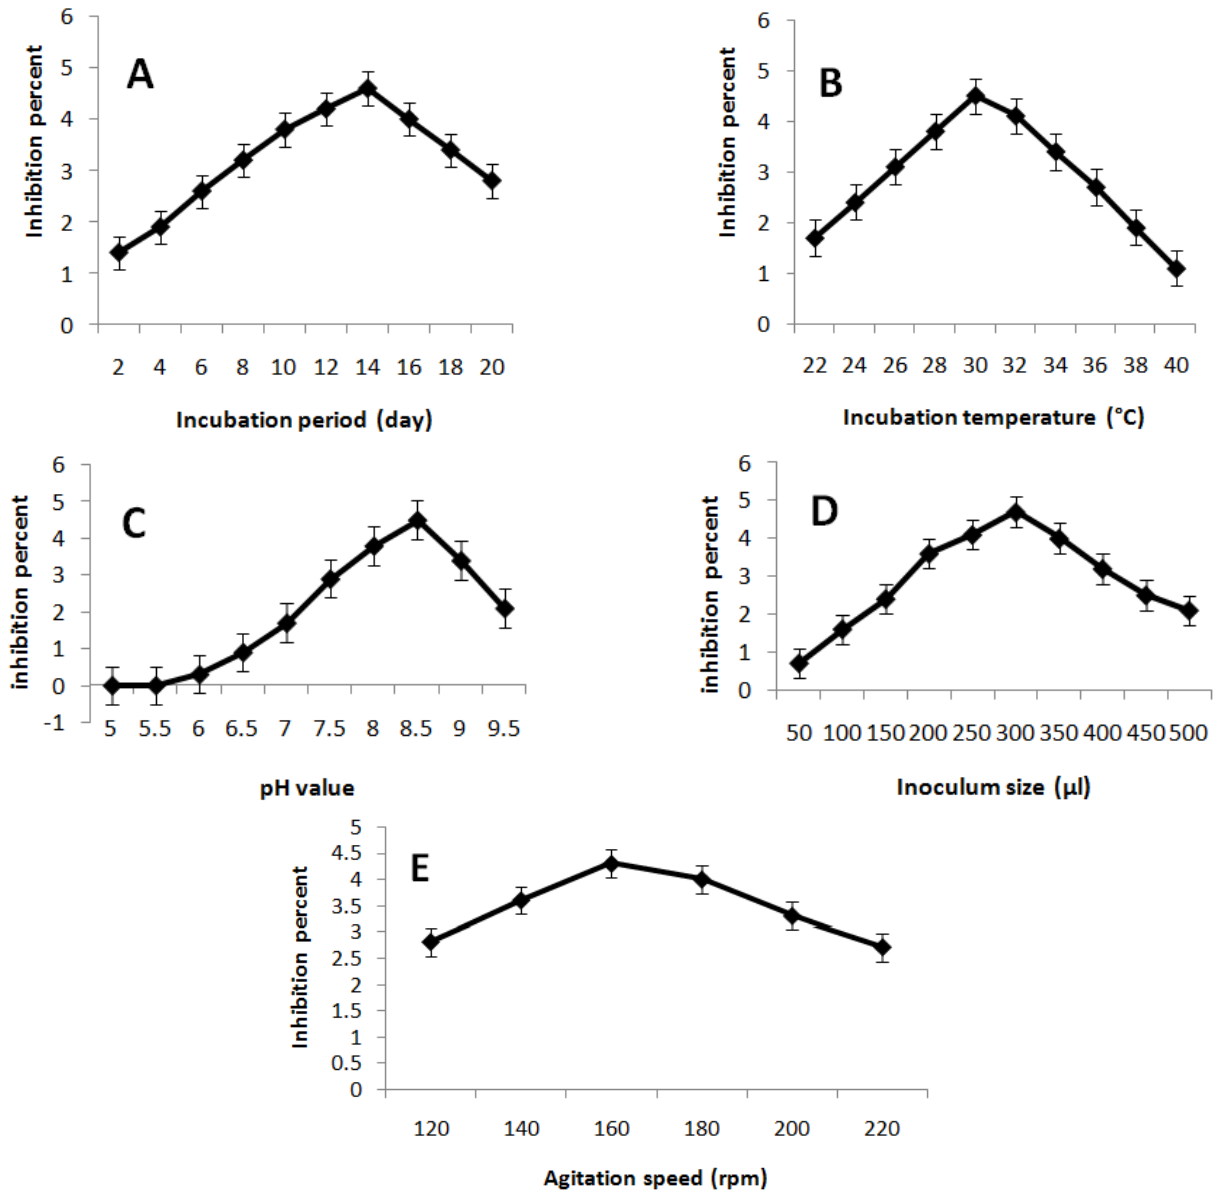 A
Inhibition percent
6
5
4
3
2
1
0
2 4 6 8 10 12 14 16 18 20
Incubation period (day)
B
Inhibition percent
6
5
4
3
2
1
0
22 24 26 28 30 32 34 36 38 40
Incubation temperature (°C)
C
inhibition percent
6
5
4
3
2
1
0
-1
5 5.5 6 6.5 7 7.5 8 8.5 9 9.5
pH value
D
inhibition percent
6
5
4
3
2
1
0
50 100 150 200 250 300 350 400 450 500
Inoculum size (µl)
E
Inhibition percent
5
4.5
4
3.5
3
2.5
2
1.5
1
0.5
0
120 140 160 180 200 220
Agitation speed (rpm)